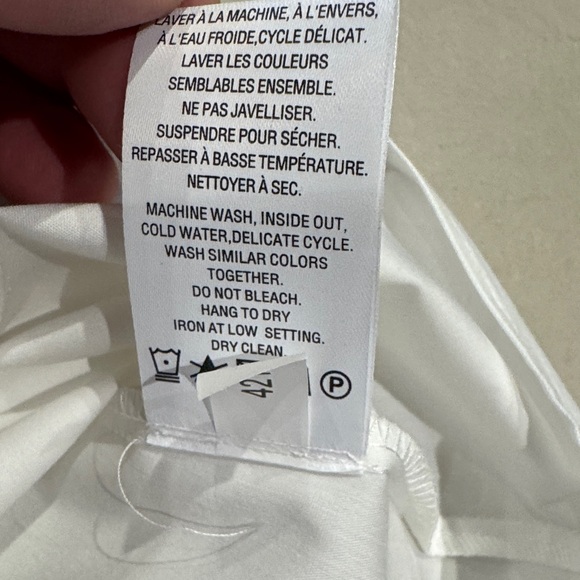 LAVER À LA MACHINE, À L'ENVERS,
À L'EAU FROIDE,CYCLE DÉLICAT.
LAVER LES COULEURS
SEMBLABLES ENSEMBLE.
NE PAS JAVELLISER.
SUSPENDRE POUR SÉCHER.
REPASSER À BASSE TEMPÉRATURE.
NETTOYER À SEC.
MACHINE WASH, INSIDE OUT,
COLD WATER,DELICATE CYCLE.
WASH SIMILAR COLORS
TOGETHER.
DO NOT BLEACH.
HANG TO DRY
IRON AT LOW SETTING.
DRY CLEAN.
P